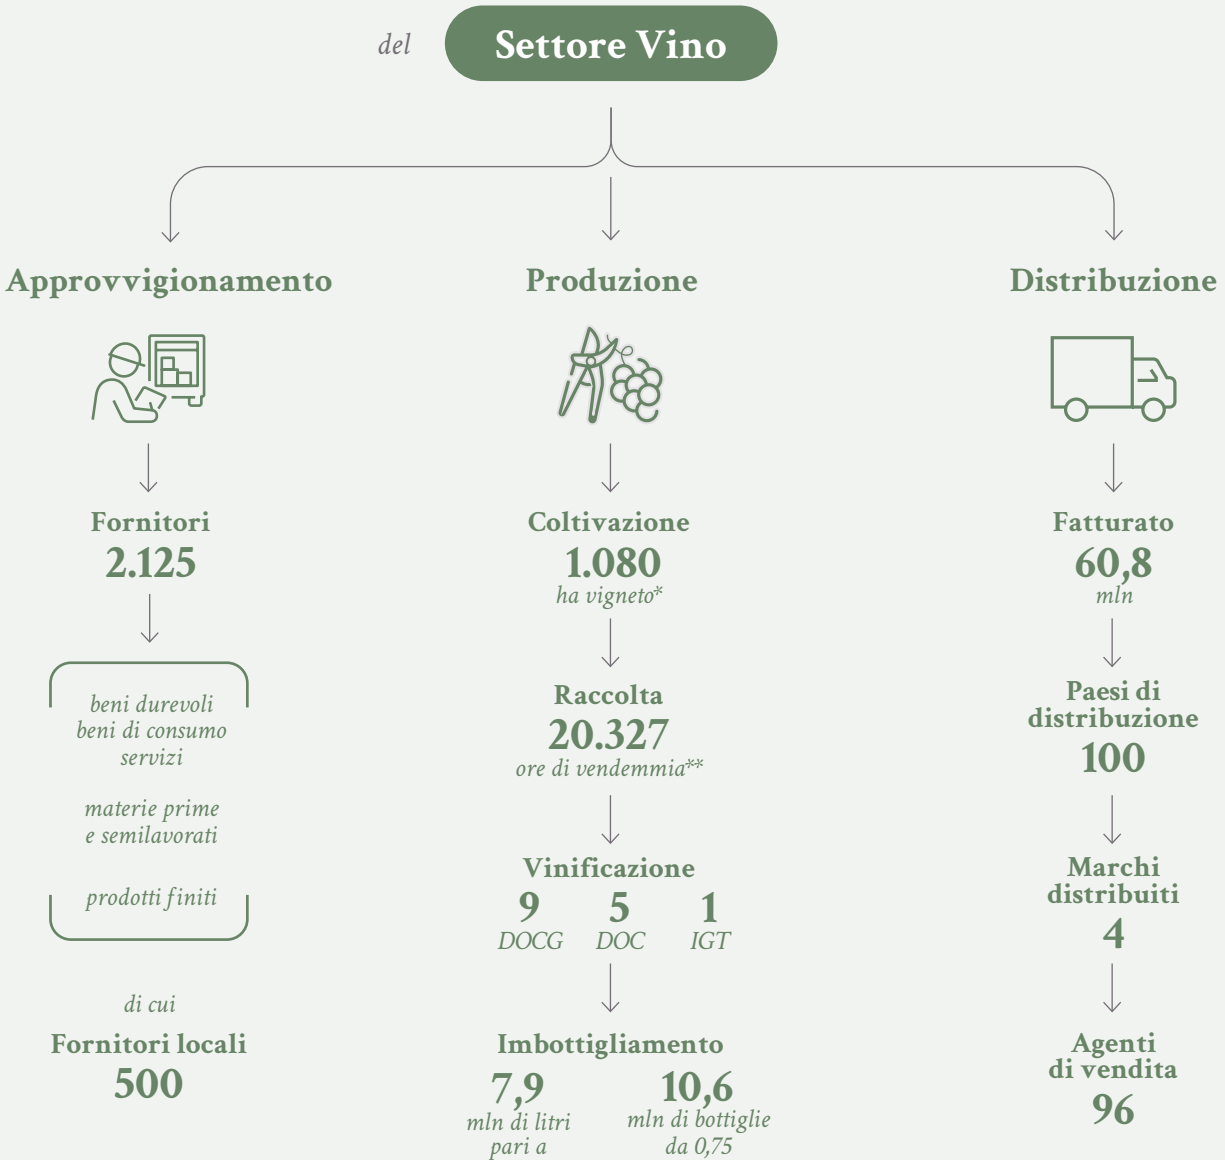 del
Settore Vino
Approvvigionamento
Fornitori
2.125
beni durevoli
beni di consumo
servizi
materie prime
e semilavorati
prodotti finiti
di cui
Fornitori locali
500
Produzione
Coltivazione
1.080
ha vigneto*
Raccolta
20.327
ore di vendemmia**
Vinificazione
9 5 1
DOCG DOC IGT
Imbottigliamento
7,9
mln di litri
pari a
10,6
mln di bottiglie
da 0,75
Distribuzione
Fatturato
60,8
mln
Paesi di
distribuzione
100
Marchi
distribuiti
4
Agenti
di vendita
96